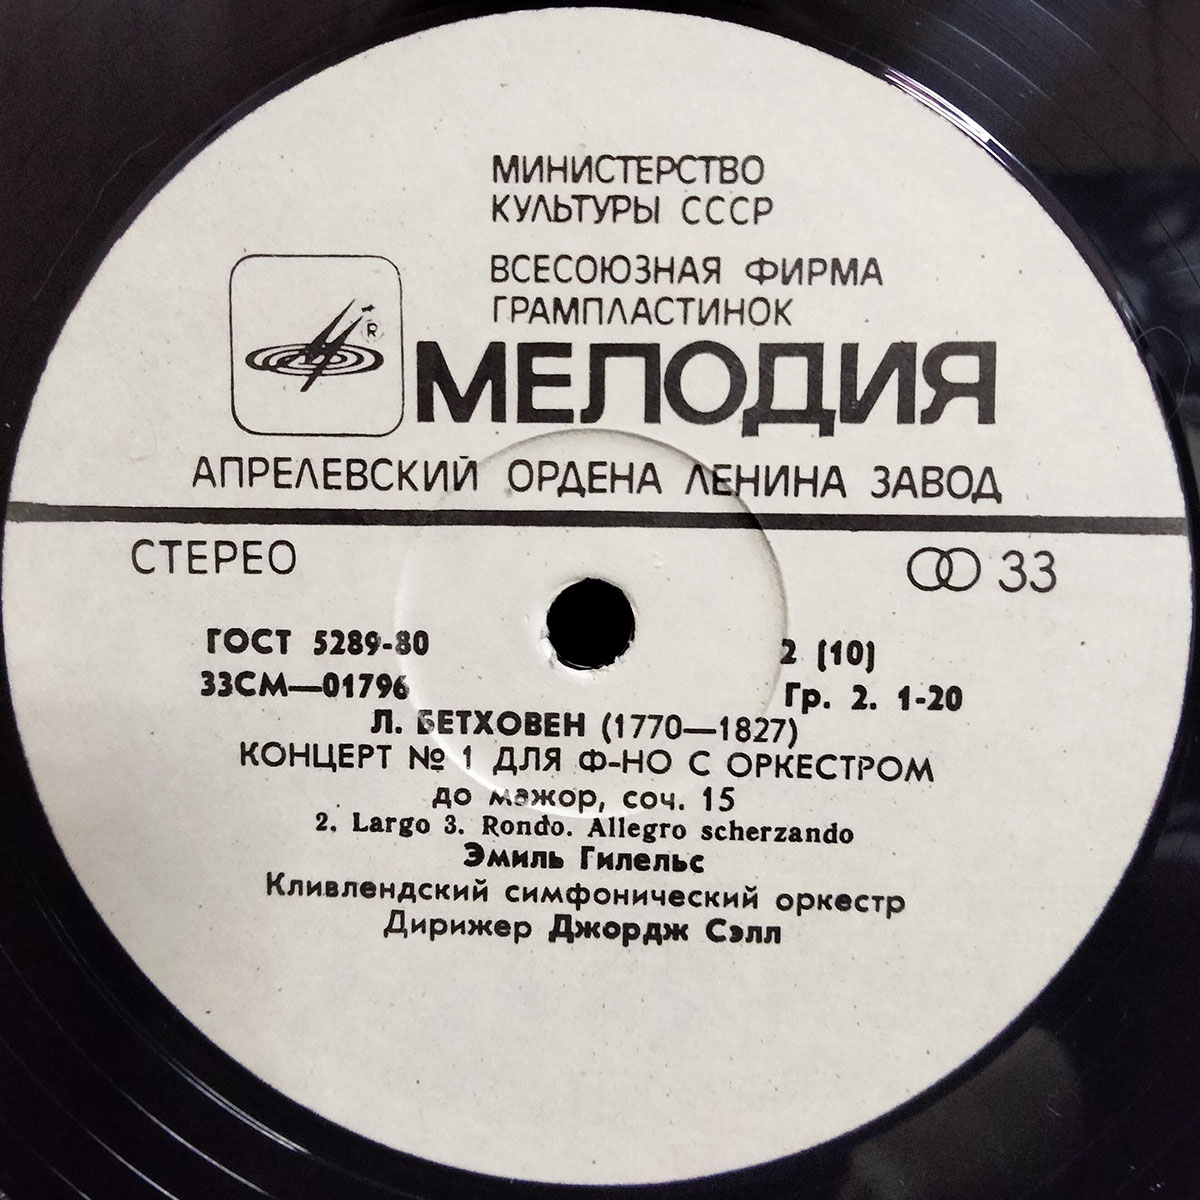 МИНИСТЕРСТВО
КУЛЬТУРЫ СССР
ВСЕСОЮЗНАЯ ФИРМА
ГРАМПЛАСТИНОК
R
МЕЛОДИЯ
АПРЕЛЕВСКИЙ ОРДЕНА ЛЕНИНА ЗАВОД
СТЕРЕО 33
ГОСТ 5289-80 2 (10)
33СМ—01796 Гр. 2. 1-20
Л. БЕТХОВЕН (1770—1827)
КОНЦЕРТ № 1 ДЛЯ Ф-НО С ОРКЕСТРОМ
до мажор, соч. 15
2. Largo 3. Rondo. Allegro scherzando
Эмиль Гилельс
Кливлендский симфонический оркестр
Дирижер Джордж Сэлл